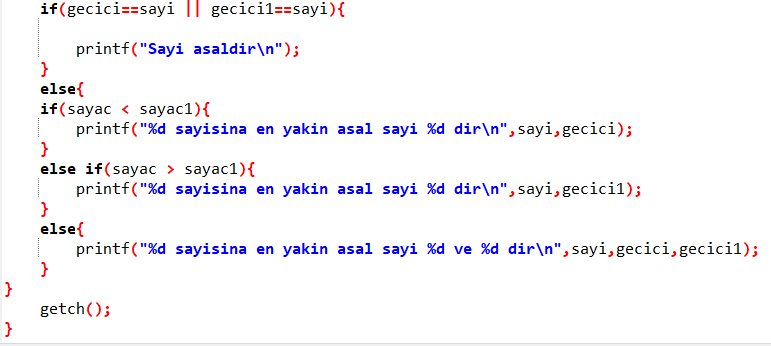 if(gecici==sayi || gecici1==sayi){
printf("Sayi asaldir\n");
}
else{
if(sayac < sayac1){
printf("%d sayisina en yakin asal sayi %d dir\n",sayi,gecici);
}
else if(sayac > sayac1){
printf("%d sayisina en yakin asal sayi %d dir\n",sayi,gecici1);
}
else{
printf("%d sayisina en yakin asal sayi %d ve %d dir\n",sayi,gecici,gecici1);
}
}
getch();
}